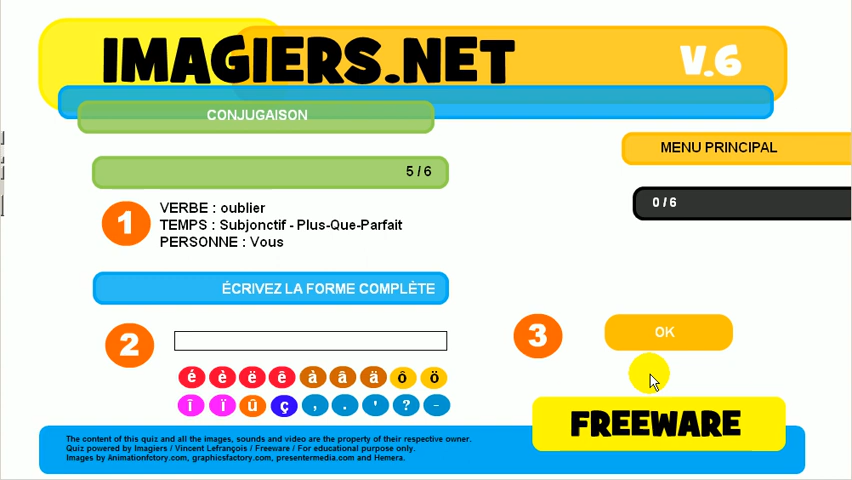 IMAGIERS.NET
V.6
CONJUGAISON
MENU PRINCIPAL
5 / 6
0 / 6
1
VERBE : oublier
TEMPS : Subjonctif - Plus-Que-Parfait
PERSONNE : Vous
ÉCRIVEZ LA FORME COMPLÈTE
2
3
OK
é è ë ê à â ä ô ö
î ï û ç , . ' ? -
FREEWARE
The content of this quiz and all the images, sounds and video are the property of their respective owner.
Quiz powered by Imagiers / Vincent Lefrançois / Freeware / For educational purpose only.
Images by Animationfctory.com, graphicsfactory.com, presentermedia.com and Hemera.